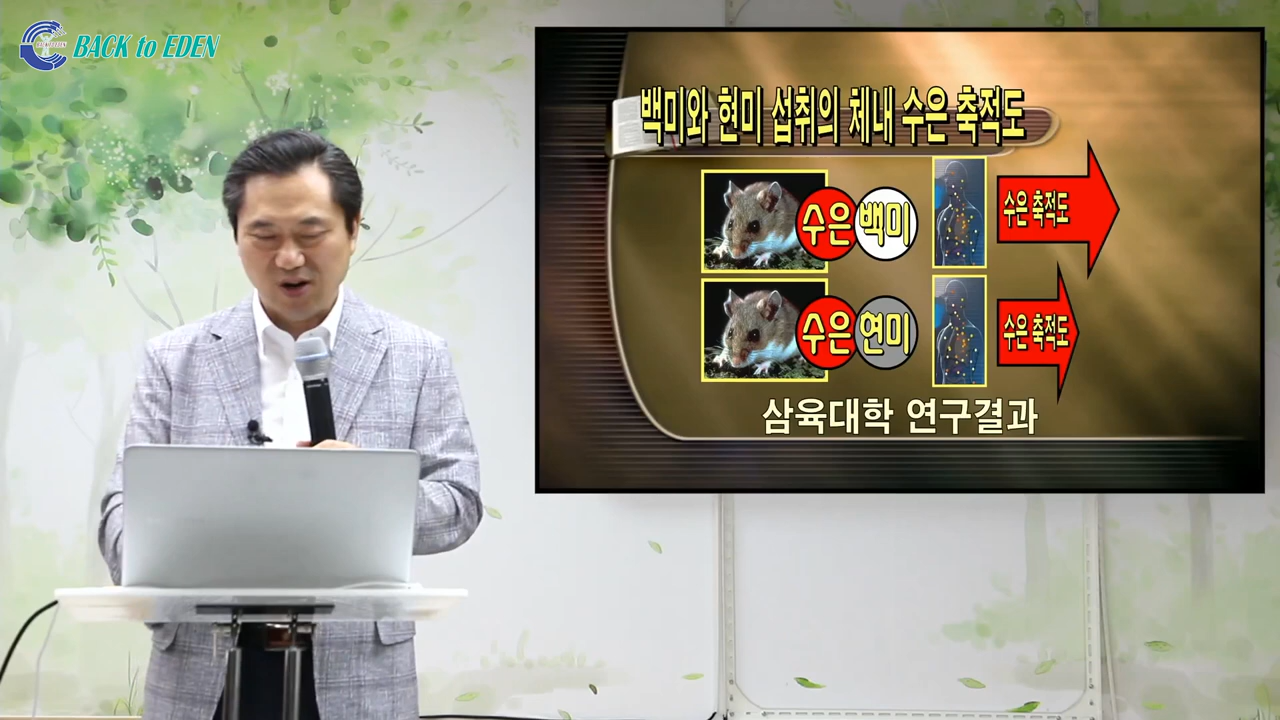 BACK to EDEN
백미와 현미 섭취의 체내 수은 축적도
수은 백미
수은 축적도
수은 연미
수은 축적도
삼육대학 연구결과